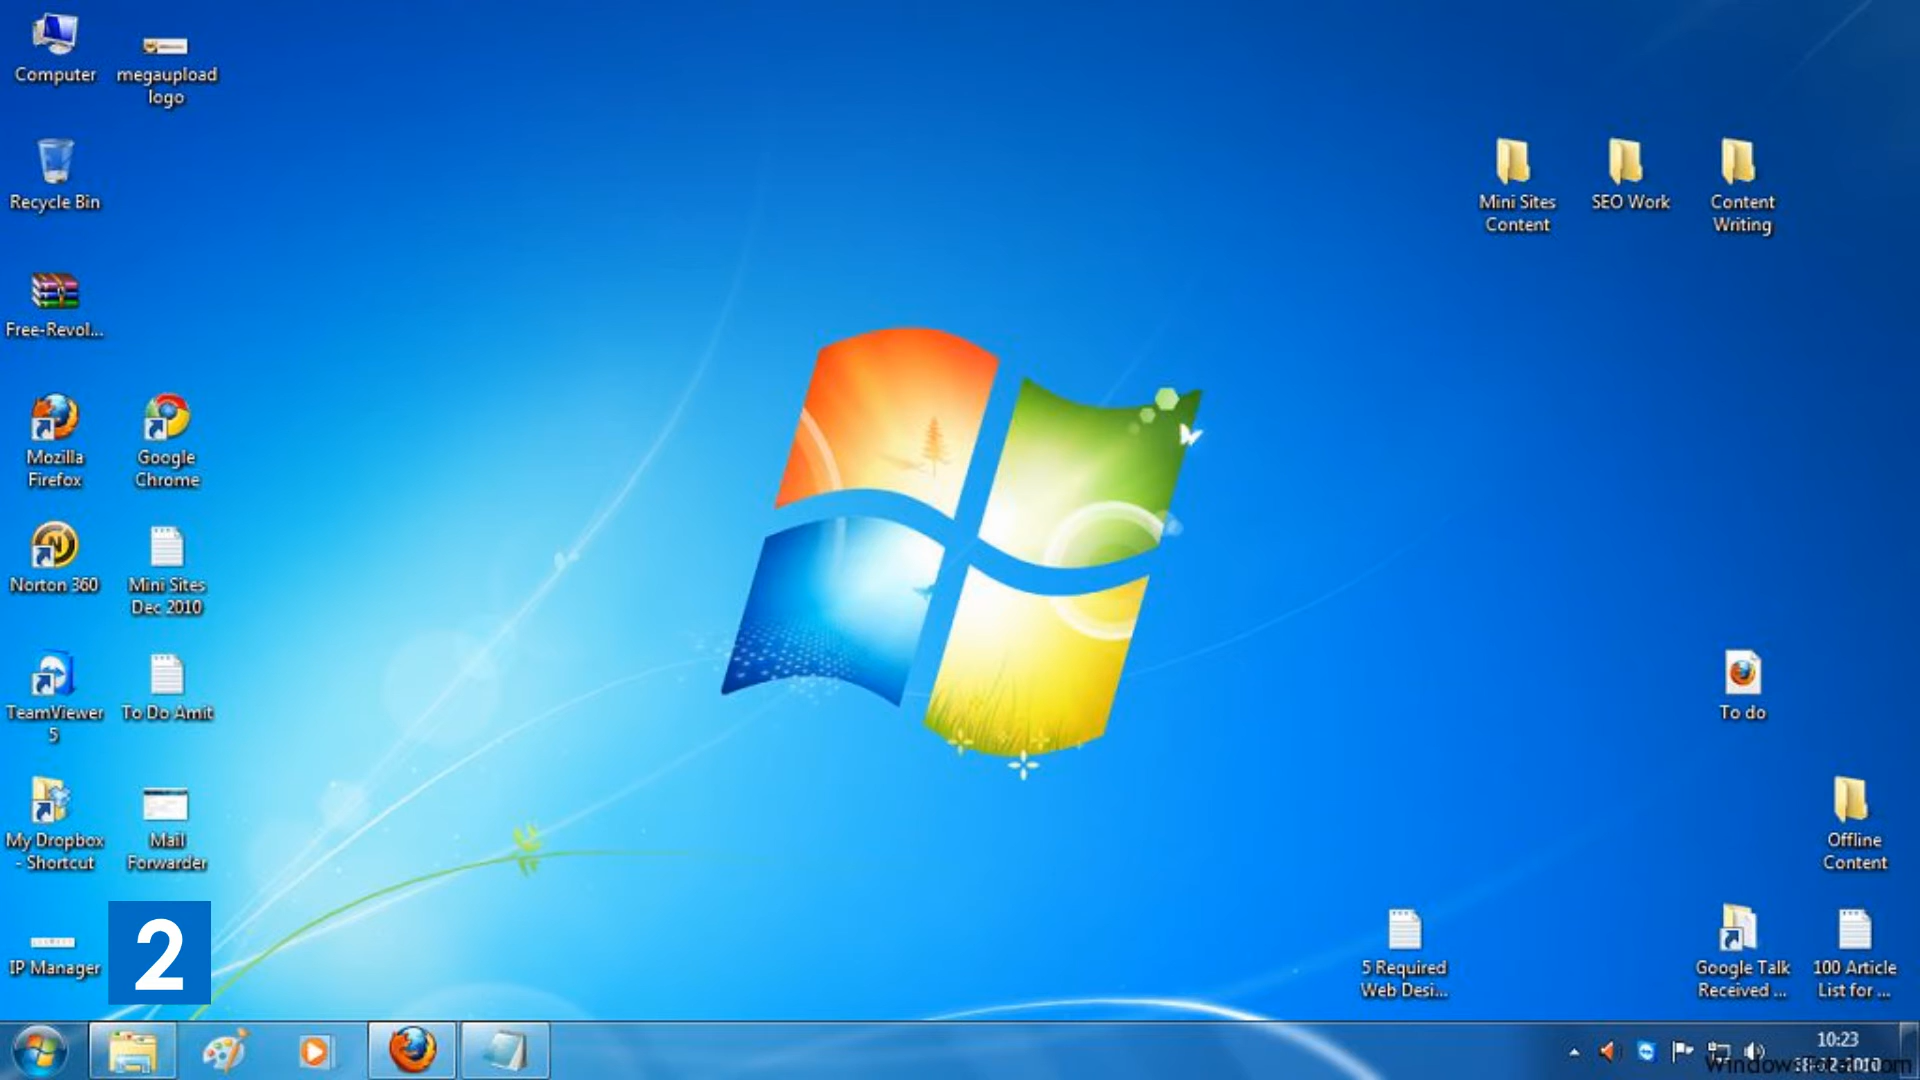 Computer
megaupload
logo
Recycle Bin
Mini Sites
Content
SEO Work
Content
Writing
Free-Revol...
Mozilla
Firefox
Google
Chrome
Norton 360
Mini Sites
Dec 2010
TeamViewer
5
To Do Amit
To do
My Dropbox
- Shortcut
Mail
Forwarder
Offline
Content
IP Manager
2
5 Required
Web Desi...
Google Talk
Received ...
100 Article
List for ...
10:23